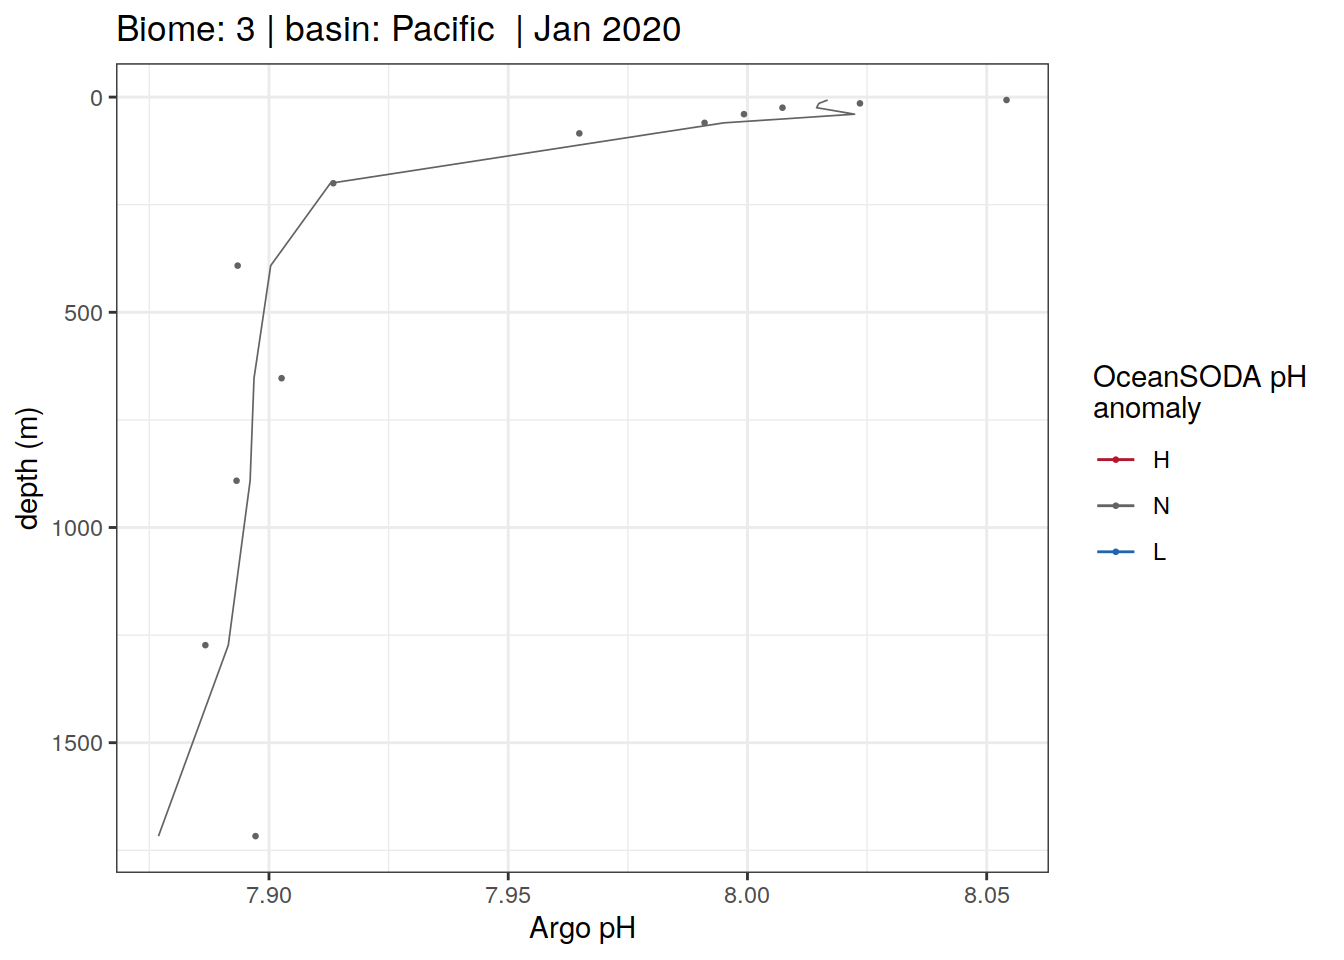 Biome: 3 | basin: Pacific  | Jan 2020
0
500
1000
1500
depth (m)
7.90
7.95
8.00
8.05
Argo pH
OceanSODA pH
anomaly
H
N
L